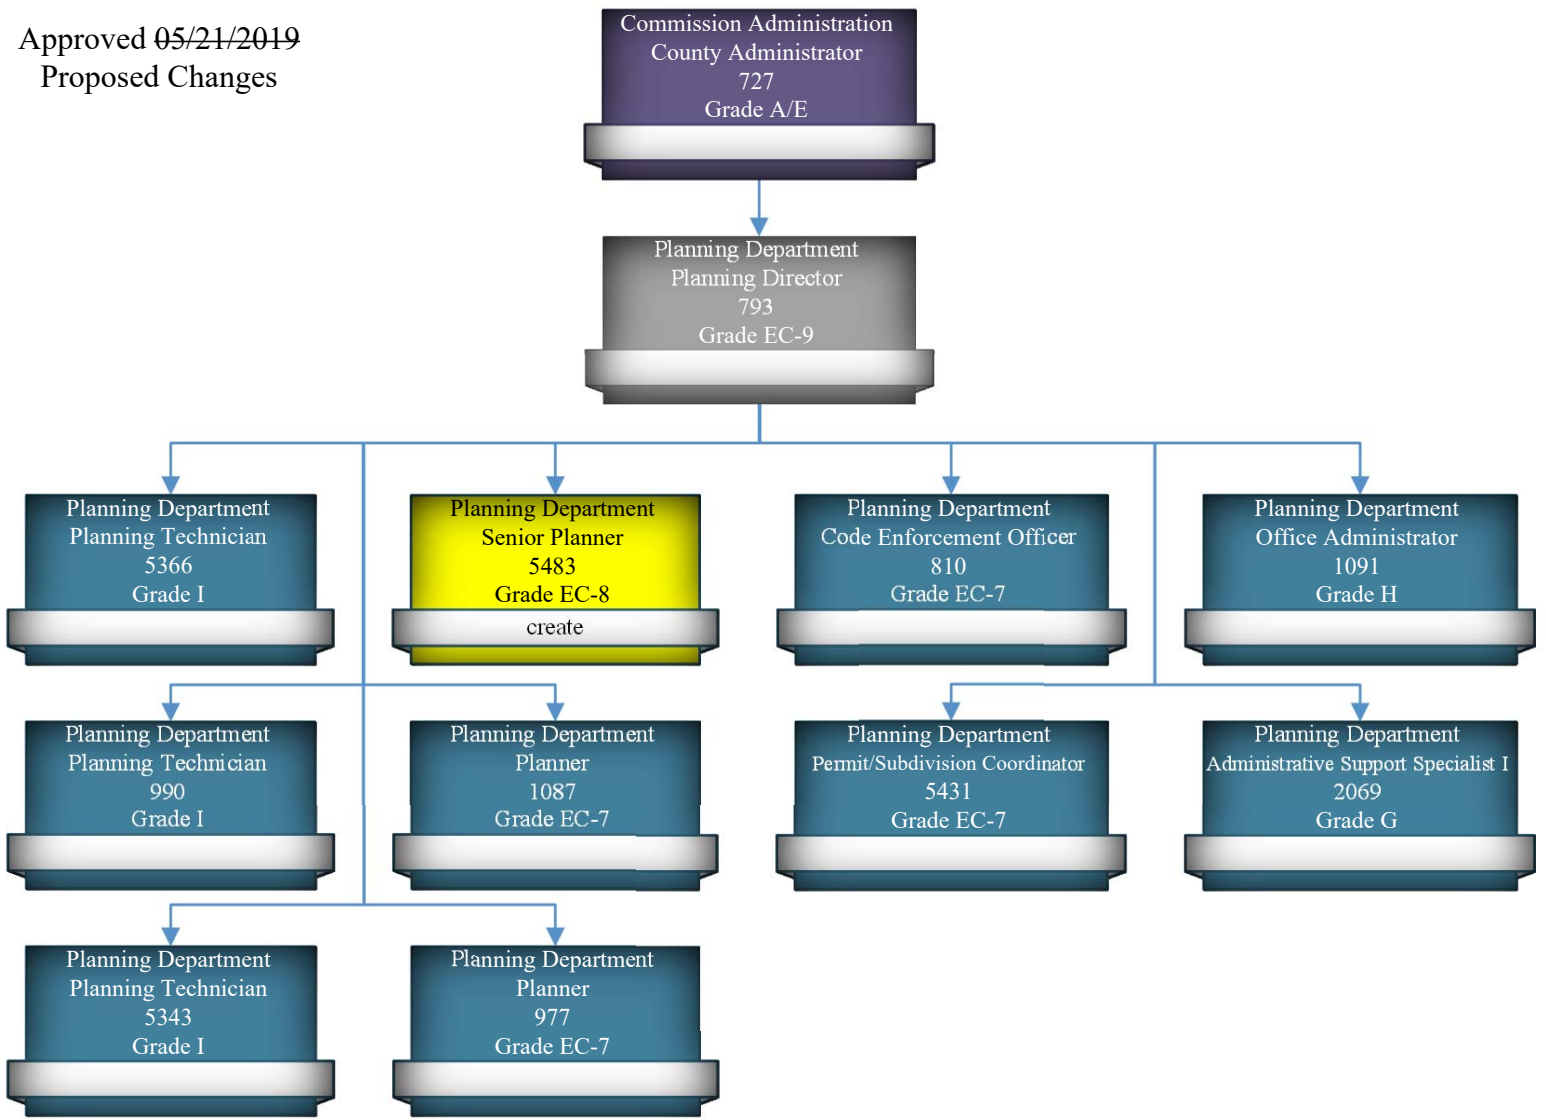 Approved 05/21/2019
Proposed Changes
Commission Administration
County Administrator
727
Grade A/E
Planning Department
Planning Director
793
Grade EC-9
Planning Department
Planning Technician
5366
Grade I
Planning Department
Senior Planner
5483
Grade EC-8
create
Planning Department
Code Enforcement Officer
810
Grade EC-7
Planning Department
Office Administrator
1091
Grade H
Planning Department
Planning Technician
990
Grade I
Planning Department
Planner
1087
Grade EC-7
Planning Department
Permit/Subdivision Coordinator
5431
Grade EC-7
Planning Department
Administrative Support Specialist I
2069
Grade G
Planning Department
Planning Technician
5343
Grade I
Planning Department
Planner
977
Grade EC-7